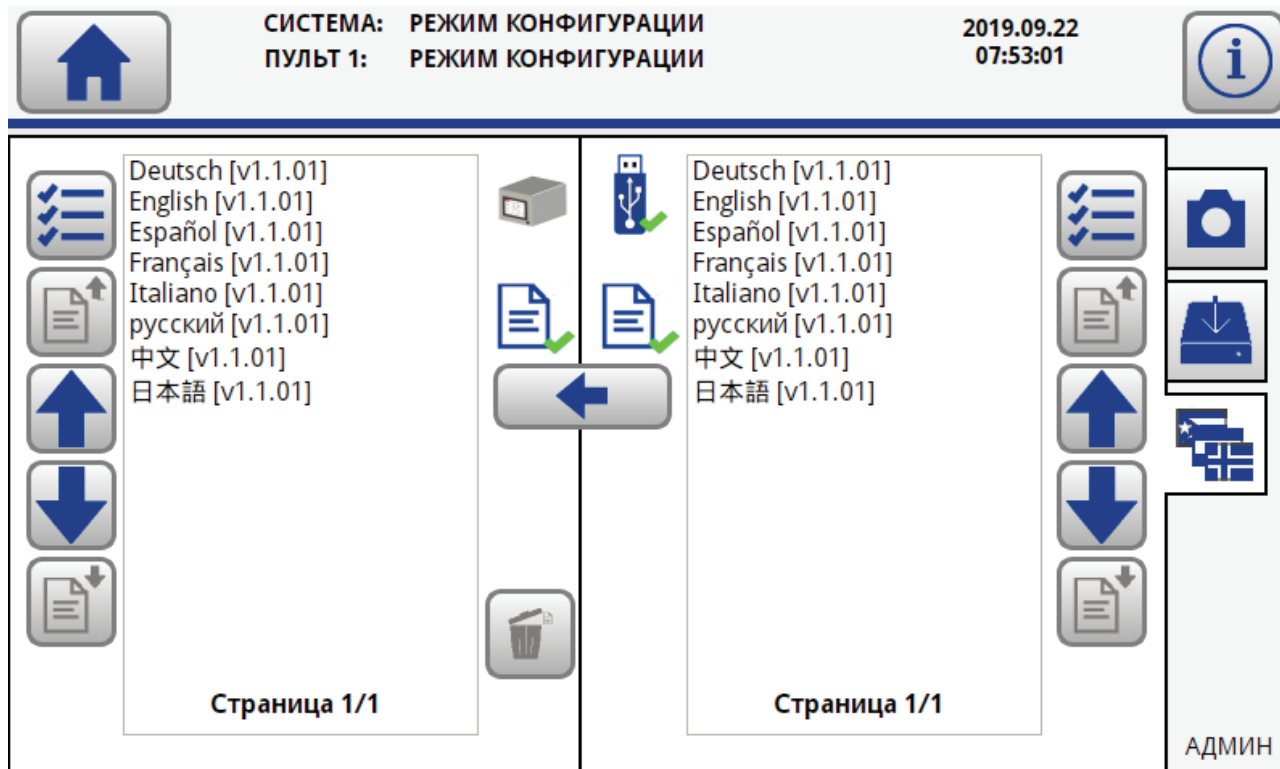 СИСТЕМА: РЕЖИМ КОНФИГУРАЦИИ
ПУЛЬТ 1: РЕЖИМ КОНФИГУРАЦИИ
2019.09.22
07:53:01
i
Deutsch [v1.1.01]
English [v1.1.01]
Español [v1.1.01]
Français [v1.1.01]
Italiano [v1.1.01]
русский [v1.1.01]
中文 [v1.1.01]
日本語 [v1.1.01]
Страница 1/1
Deutsch [v1.1.01]
English [v1.1.01]
Español [v1.1.01]
Français [v1.1.01]
Italiano [v1.1.01]
русский [v1.1.01]
中文 [v1.1.01]
日本語 [v1.1.01]
Страница 1/1
АДМИН